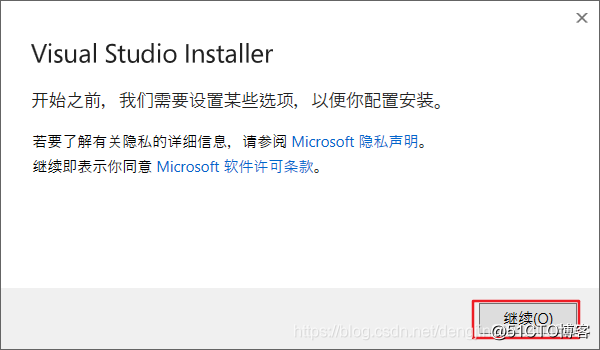 Visual Studio Installer
开始之前，我们需要设置某些选项，以便你配置安装。
若要了解有关隐私的详细信息，请参阅 Microsoft 隐私声明。
继续即表示你同意 Microsoft 软件许可条款。
继续(O)
https://blog.csdn.net/deng
@51CTO博客